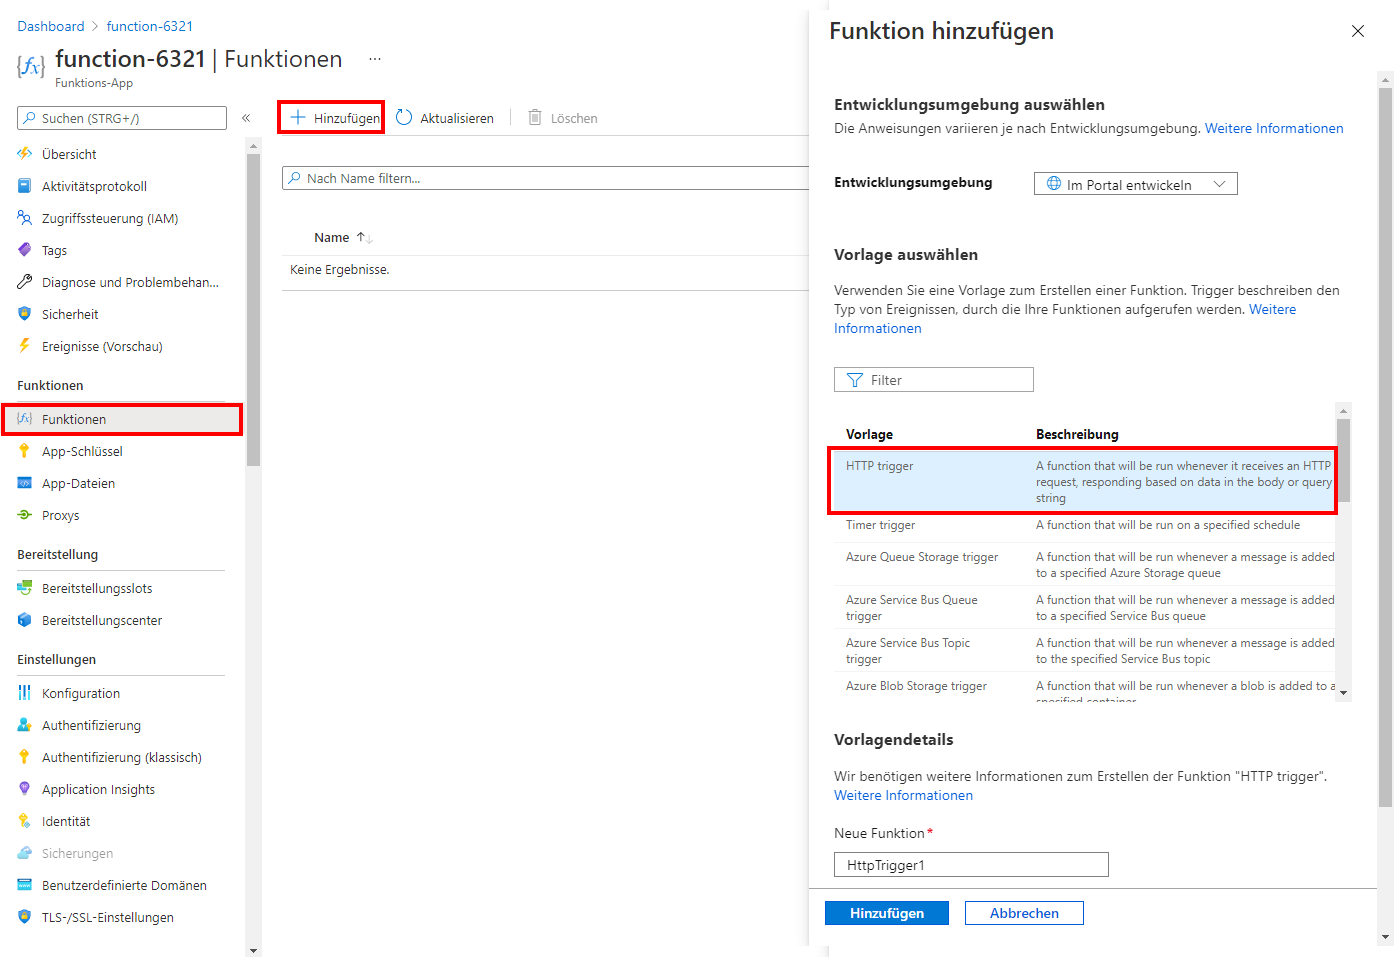 Dashboard > function-6321
{fx} function-6321 | Funktionen ...
Funktions-App
Suchen (STRG+/)
«
Übersicht
Aktivitätsprotokoll
Zugriffssteuerung (IAM)
Tags
Diagnose und Problembehan...
Sicherheit
Ereignisse (Vorschau)
Funktionen
{fx} Funktionen
App-Schlüssel
App-Dateien
Proxys
Bereitstellung
Bereitstellungsslots
Bereitstellungscenter
Einstellungen
Konfiguration
Authentifizierung
Authentifizierung (klassisch)
Application Insights
Identität
Sicherungen
Benutzerdefinierte Domänen
TLS-/SSL-Einstellungen
Hinzufügen
Aktualisieren
Löschen
Nach Name filtern...
Name ↑↓
Keine Ergebnisse.
Funktion hinzufügen
Entwicklungsumgebung auswählen
Die Anweisungen variieren je nach Entwicklungsumgebung. Weitere Informationen
Entwicklungsumgebung
Im Portal entwickeln
Vorlage auswählen
Verwenden Sie eine Vorlage zum Erstellen einer Funktion. Trigger beschreiben den
Typ von Ereignissen, durch die Ihre Funktionen aufgerufen werden. Weitere
Informationen
Filter
Vorlage Beschreibung
HTTP trigger A function that will be run whenever it receives an HTTP
request, responding based on data in the body or query
string
Timer trigger A function that will be run on a specified schedule
Azure Queue Storage trigger A function that will be run whenever a message is added
to a specified Azure Storage queue
Azure Service Bus Queue A function that will be run whenever a message is added
trigger to a specified Service Bus queue
Azure Service Bus Topic A function that will be run whenever a message is added
trigger to the specified Service Bus topic
Azure Blob Storage trigger A function that will be run whenever a blob is added to a
specified container
Vorlagendetails
Wir benötigen weitere Informationen zum Erstellen der Funktion "HTTP trigger".
Weitere Informationen
Neue Funktion*
HttpTrigger1
Hinzufügen
Abbrechen